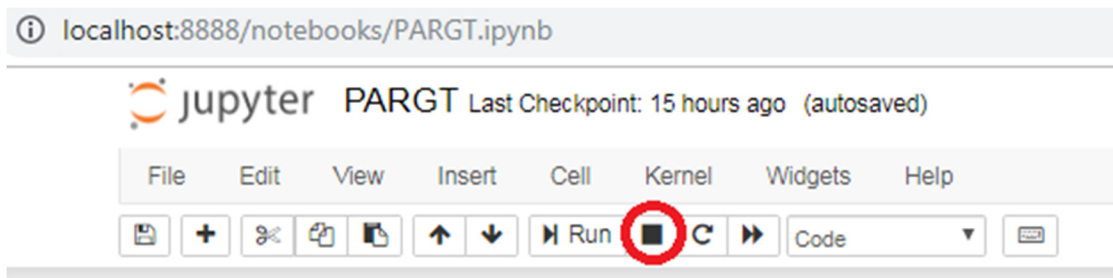 localhost:8888/notebooks/PARGT.ipynb
jupyter PARGT Last Checkpoint: 15 hours ago (autosaved)
File Edit View Insert Cell Kernel Widgets Help
Run Code